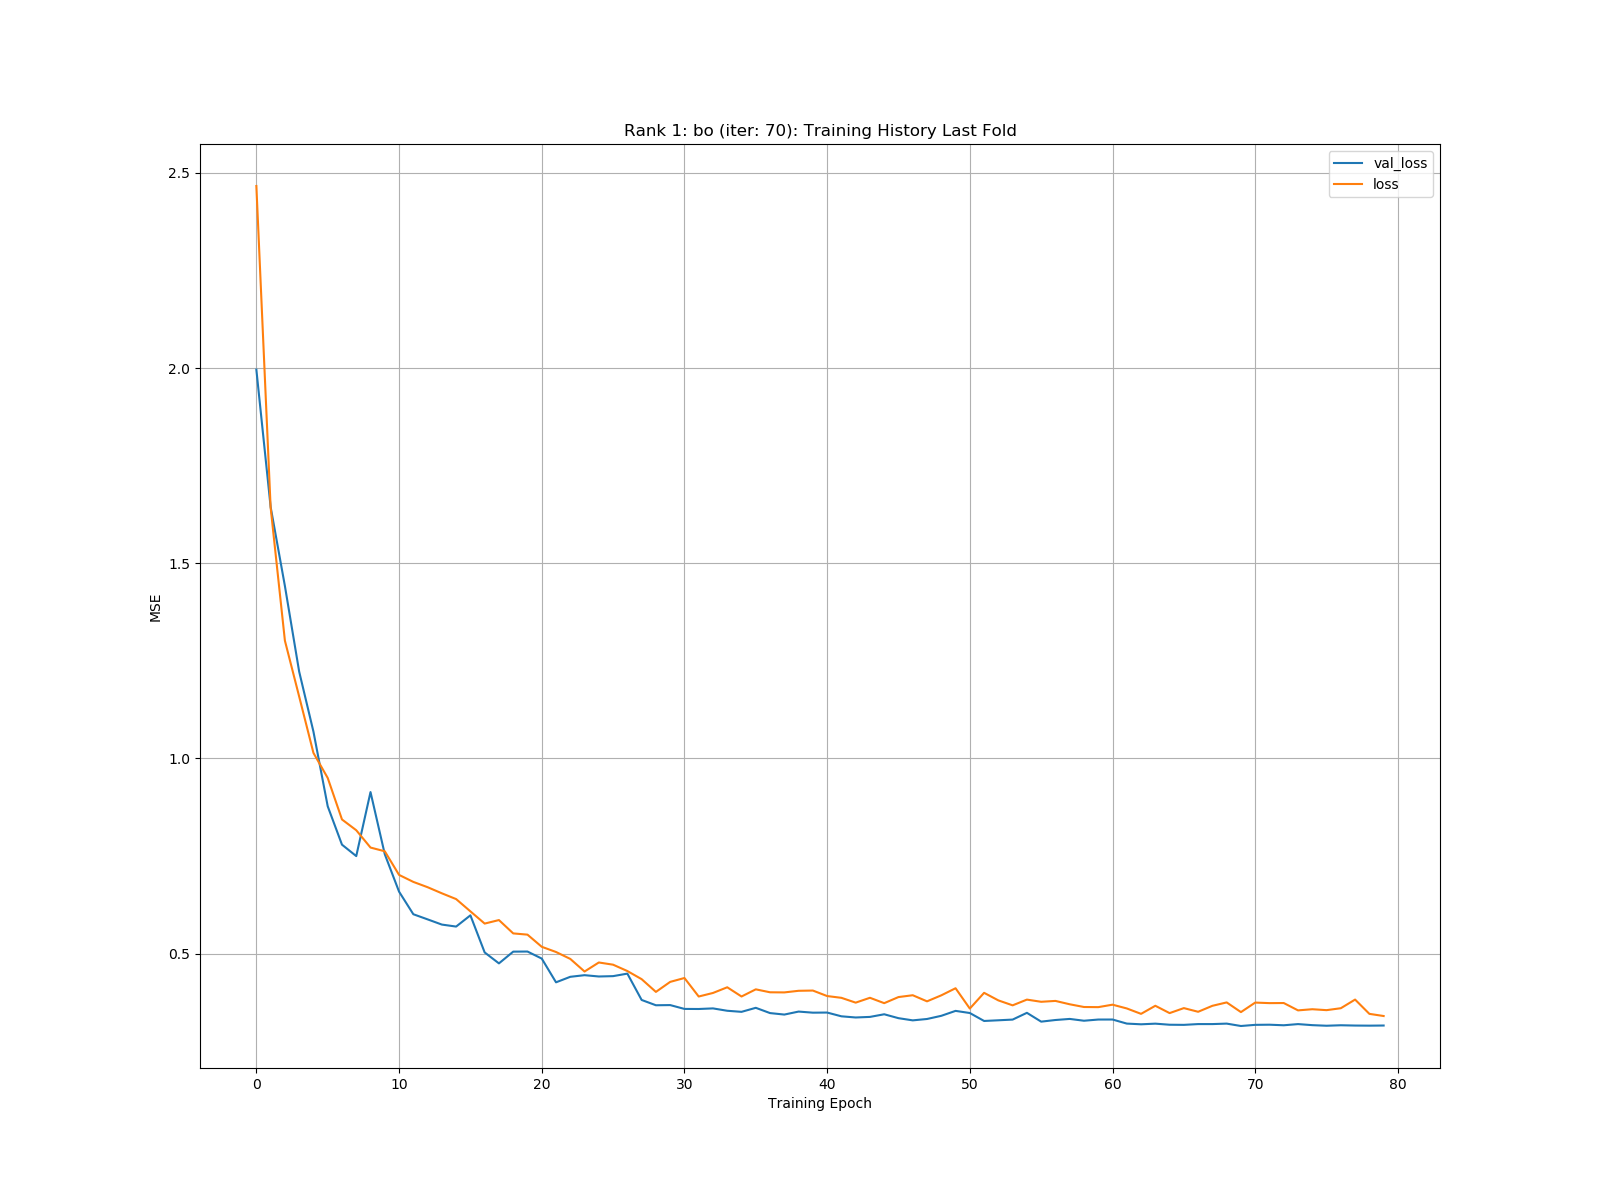 Rank 1: bo (iter: 70): Training History Last Fold
val_loss
loss
2.5
2.0
1.5
1.0
0.5
MSE
0 10 20 30 40 50 60 70 80
Training Epoch